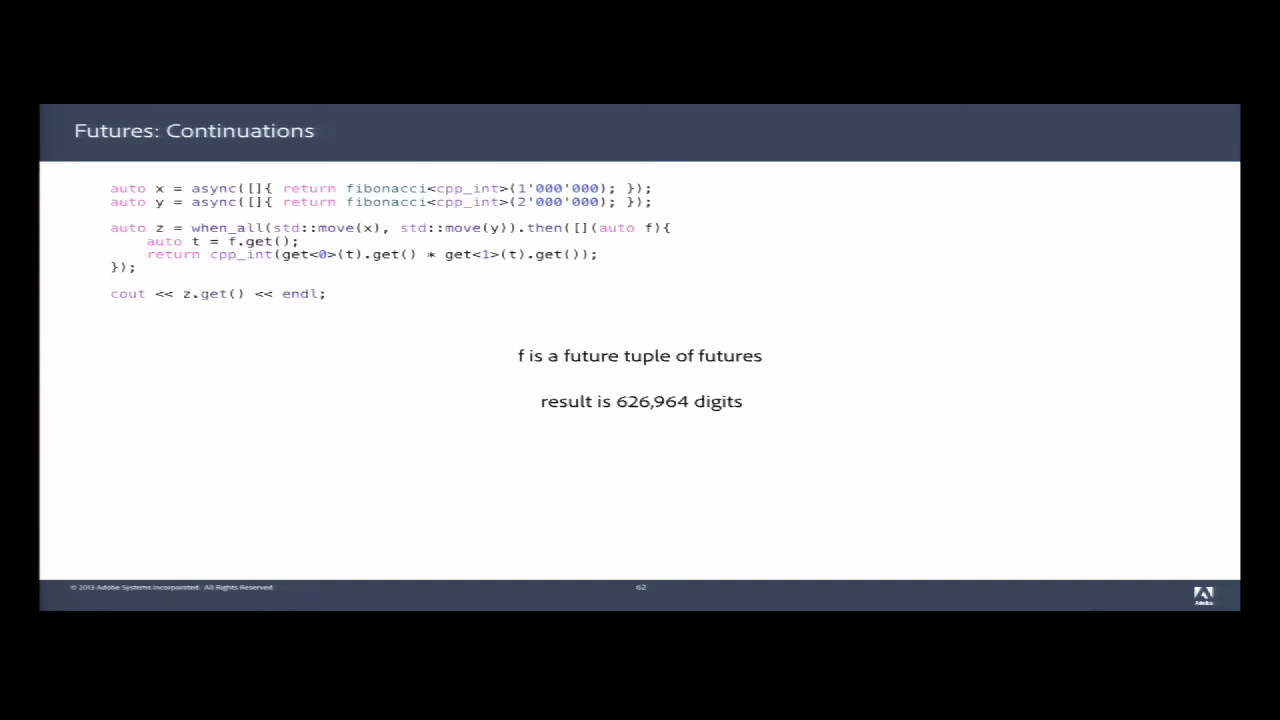 Futures: Continuations
auto x = async([]{ return fibonacci<cpp_int>(1'000'000); });
auto y = async([]{ return fibonacci<cpp_int>(2'000'000); });
auto z = when_all(std::move(x), std::move(y)).then([](auto f){
auto t = f.get();
return cpp_int(get<0>(t).get() * get<1>(t).get());
});
cout << z.get() << endl;
f is a future tuple of futures
result is 626,964 digits
© 2013 Adobe Systems Incorporated. All Rights Reserved.
62
Adobe